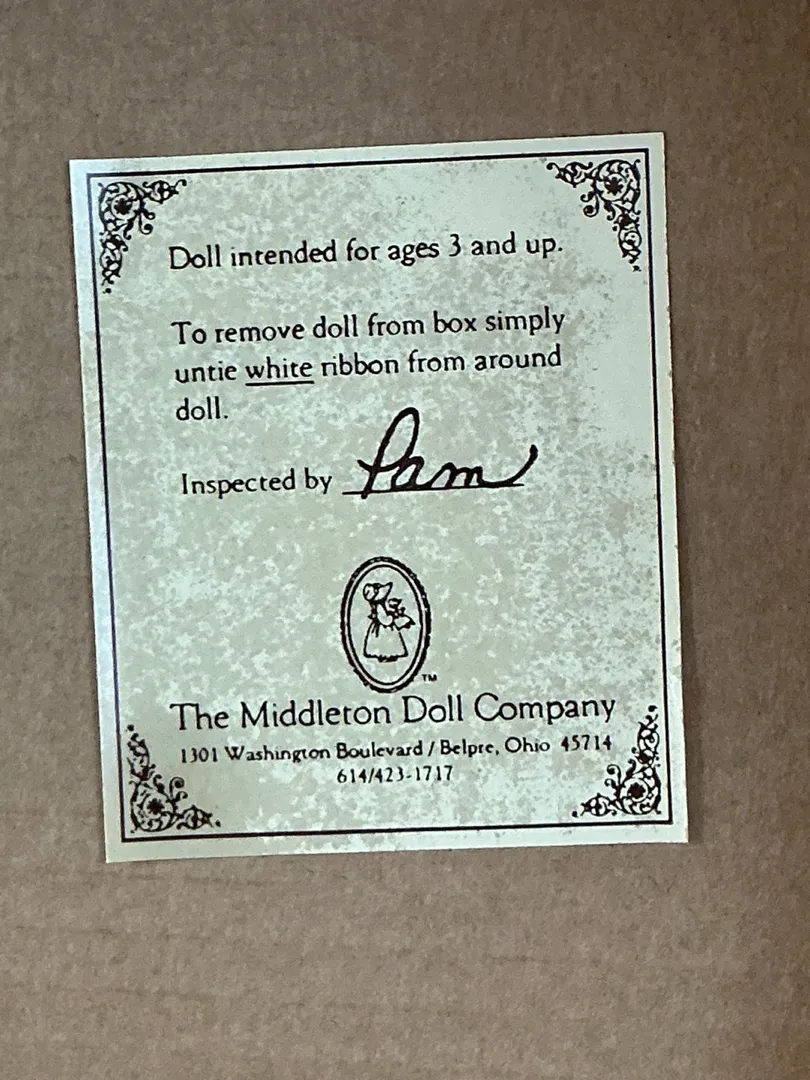 Doll intended for ages 3 and up.
To remove doll from box simply
untie white ribbon from around
doll.
Inspected by Pam
TM
The Middleton Doll Company
1301 Washington Boulevard / Belpre, Ohio 45714
614/423-1717